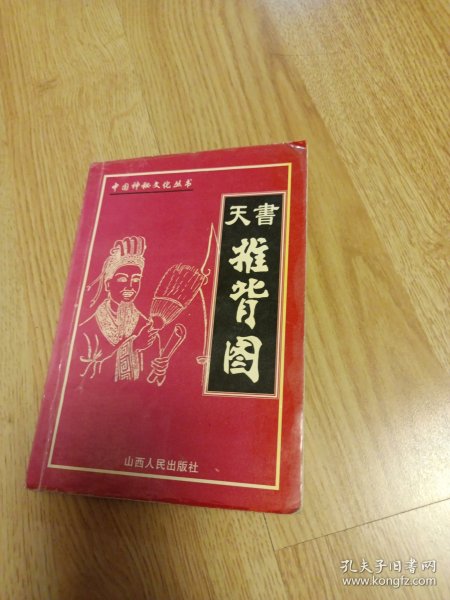 中国神秘文化丛书
天書
推背图
山西人民出版社
孔夫子旧书网
www.kongfz.com